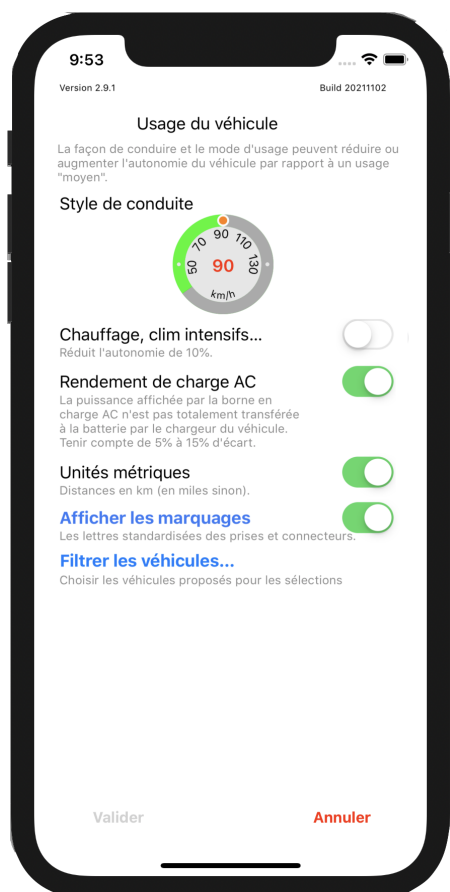 9:53
Version 2.9.1 Build 20211102
Usage du véhicule
La façon de conduire et le mode d'usage peuvent réduire ou
augmenter l'autonomie du véhicule par rapport à un usage
"moyen".
Style de conduite
50 70 90 110 130
90
km/h
Chauffage, clim intensifs...
Réduit l'autonomie de 10%.
Rendement de charge AC
La puissance affichée par la borne en
charge AC n'est pas totalement transférée
à la batterie par le chargeur du véhicule.
Tenir compte de 5% à 15% d'écart.
Unités métriques
Distances en km (en miles sinon).
Afficher les marquages
Les lettres standardisées des prises et connecteurs.
Filtrer les véhicules...
Choisir les véhicules proposés pour les sélections
Valider Annuler